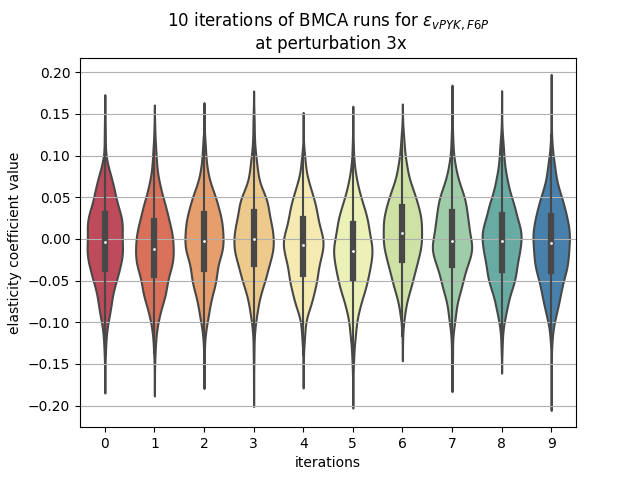 10 iterations of BMCA runs for ε_{vPYK, F6P}
at perturbation 3x
elasticity coefficient value
0.20
0.15
0.10
0.05
0.00
−0.05
−0.10
−0.15
−0.20
0 1 2 3 4 5 6 7 8 9
iterations